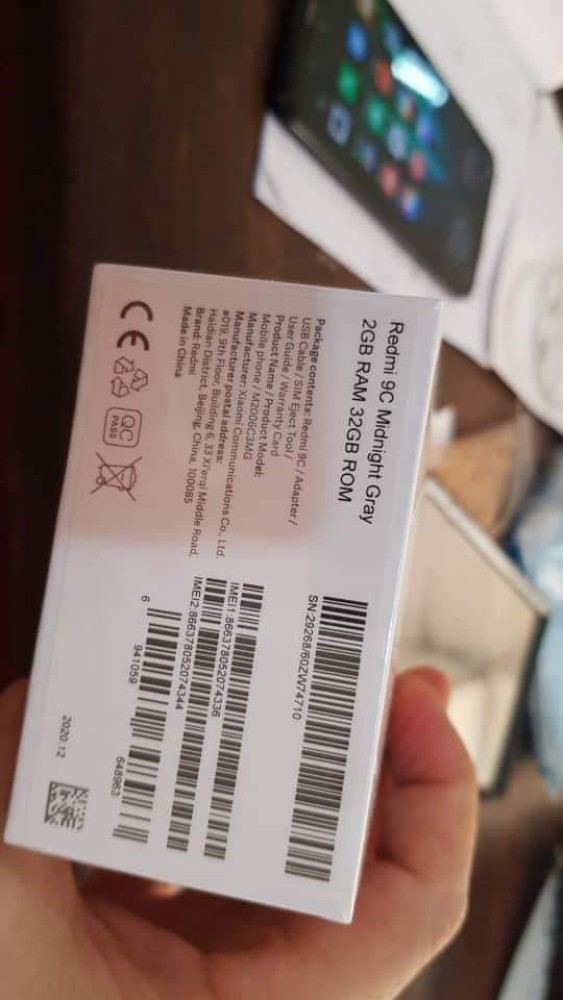 Redmi 9C Midnight Gray
2GB RAM 32GB ROM
Package contents: Redmi 9C / Adapter /
USB Cable / SIM Eject Tool /
User Guide / Warranty Card
Product Name / Product Model:
Mobile phone / M2006C3MG
Manufacturer: Xiaomi Communications Co., Ltd.
Manufacturer postal address:
#019, 9th Floor, Building 6, 33 Xi'erqi Middle Road,
Haidian District, Beijing, China, 100085
Brand: Redmi
Made in China
CE
QC
PASS
SN:29268/60ZW74710
IMEI1:866378052074336
IMEI2:866378052074344
6 941059 648963
2020.12